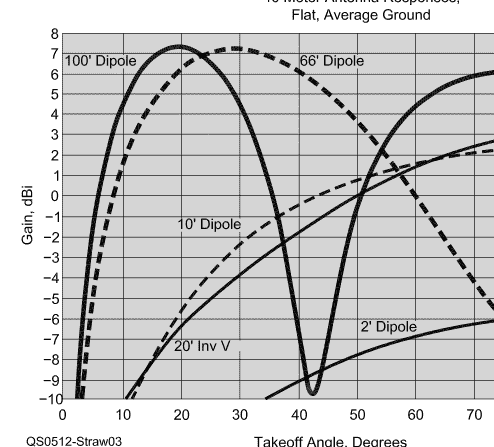 40 Meter Antenna Responses,
Flat, Average Ground
8
7
100' Dipole
66' Dipole
6
5
4
3
2
1
0
Gain, dBi
−1
10' Dipole
−2
−3
−4
−5
−6
2' Dipole
−7
20' Inv V
−8
−9
−10
0
10
20
30
40
50
60
70
QS0512-Straw03
Takeoff Angle, Degrees